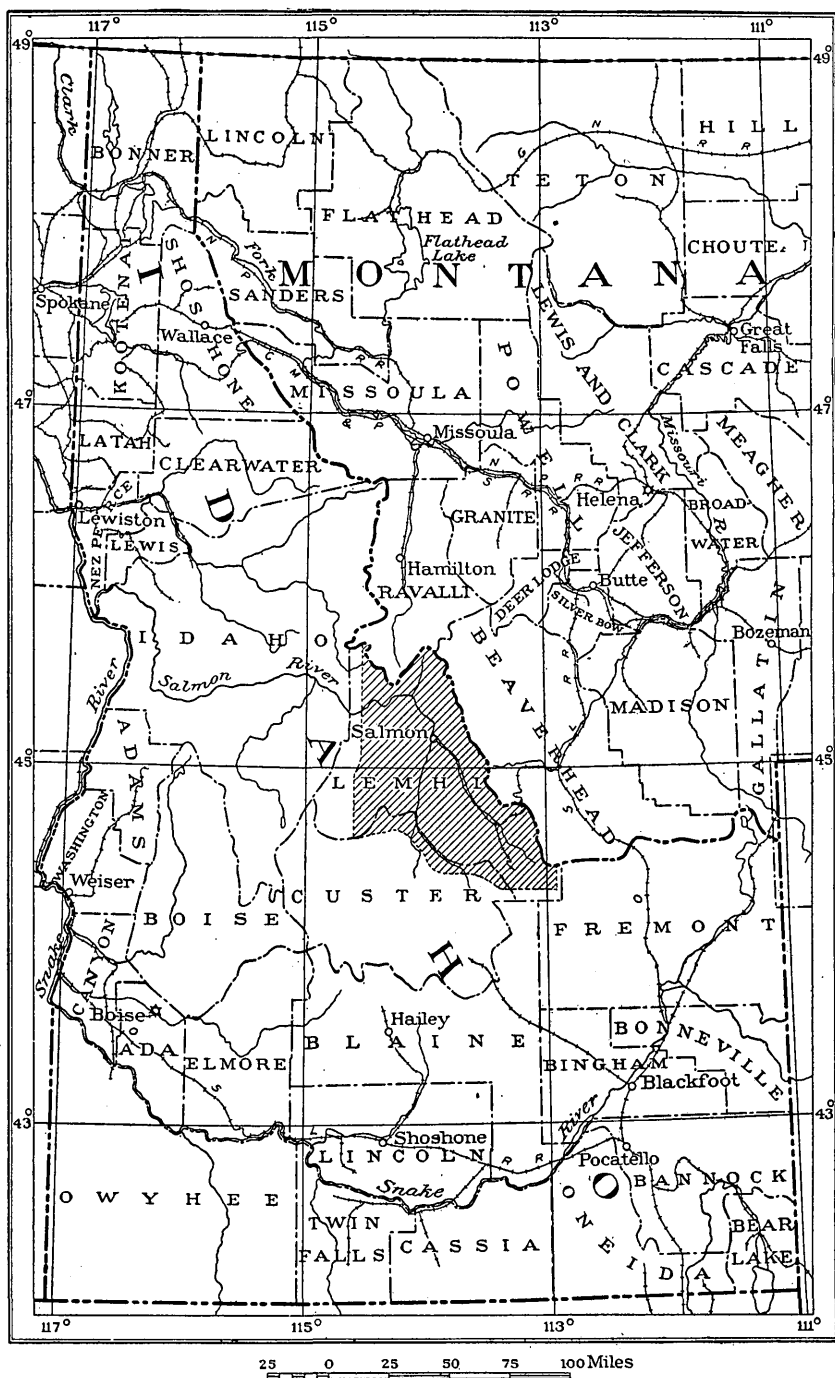 117° 115° 113° 111°
49° 49°
Clark
BONNER
LINCOLN
HILL
G N R R
TETON
FLATHEAD
Flathead
Lake
CHOUTE
KOOTENAI
SHOSHONE
N P
Fork
SANDERS
MONTANA
Spokane
Wallace
LEWIS AND CLARK
Great
Falls
CASCADE
POWELL
C M & P
R R
MISSOULA
47° 47°
Missoula
Missouri
MEAGHER
LATAH
CLEARWATER
N P R R
S R R
Helena
BROAD-
WATER
Lewiston
NEZ PERCE
LEWIS
GRANITE
JEFFERSON
Hamilton
RAVALLI
DEER LODGE
SILVER BOW
Butte
IDAHO
Bozeman
GALLATIN
BEAVERHEAD
Salmon River
River
Salmon
MADISON
45° 45°
ADAMS
LEMHI
O S L R R
WASHINGTON
Weiser
CUSTER
BOISE
FREMONT
Snake
CANYON
IDAHO
Boise
ADA
ELMORE
Hailey
BLAINE
BONNEVILLE
BINGHAM
Blackfoot
43° 43°
O S L R R
Shoshone
LINCOLN
River
Pocatello
BANNOCK
OWYHEE
Snake
TWIN
FALLS
CASSIA
ONEIDA
BEAR
LAKE
117° 115° 113° 111°
25 0 25 50 75 100 Miles